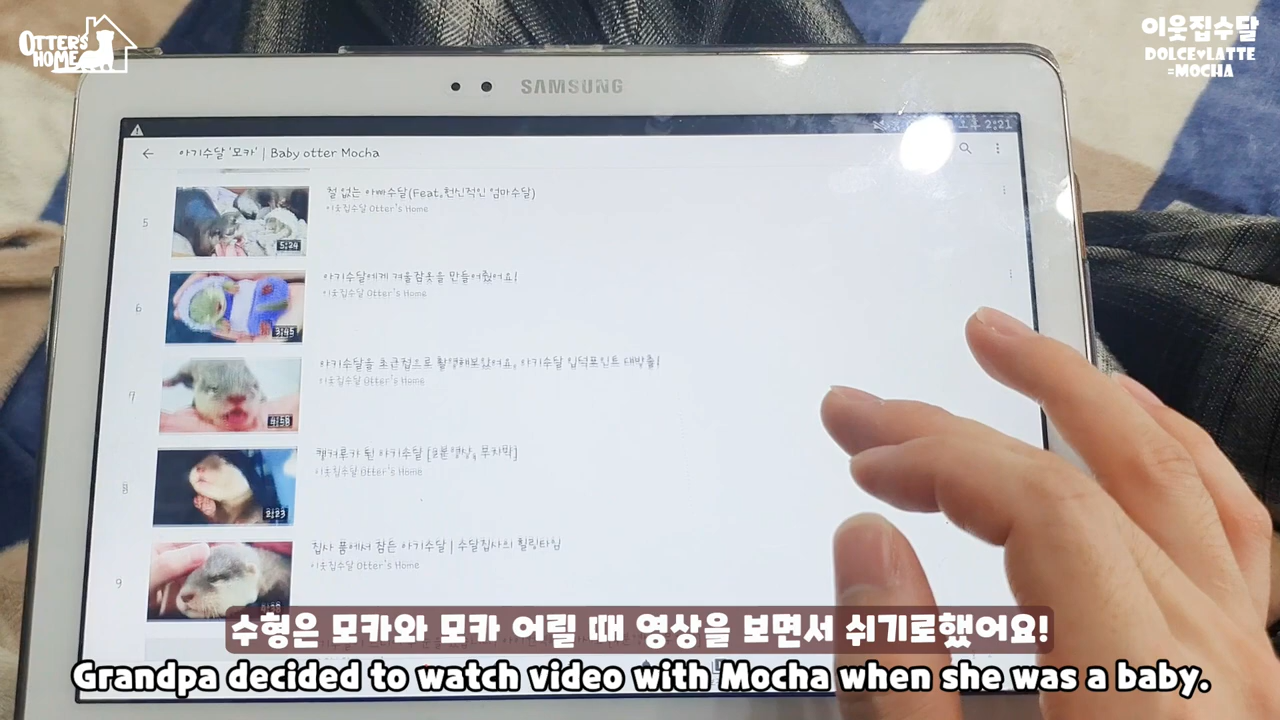 OTTER'S
HOME
이웃집수달
DOLCE♥LATTE
=MOCHA
SAMSUNG
오후 2:21
아기수달 '모카' | Baby otter Mocha
5
철 없는 아빠수달(Feat.헌신적인 엄마수달)
이웃집수달 Otter's Home
5:24
6
아기수달에게 겨울잠옷을 만들어줬어요!
이웃집수달 Otter's Home
3:45
7
아기수달을 초근접으로 촬영해보았어요, 아기수달 입덕포인트 대방출!
이웃집수달 Otter's Home
4:58
8
캥거루가 된 아기수달 [2분영상, 무자막]
이웃집수달 Otter's Home
2:23
9
집사 품에서 잠든 아기수달 | 수달집사의 힐링타임
이웃집수달 Otter's Home
수형은 모카와 모카 어릴 때 영상을 보면서 쉬기로했어요!
Grandpa decided to watch video with Mocha when she was a baby.